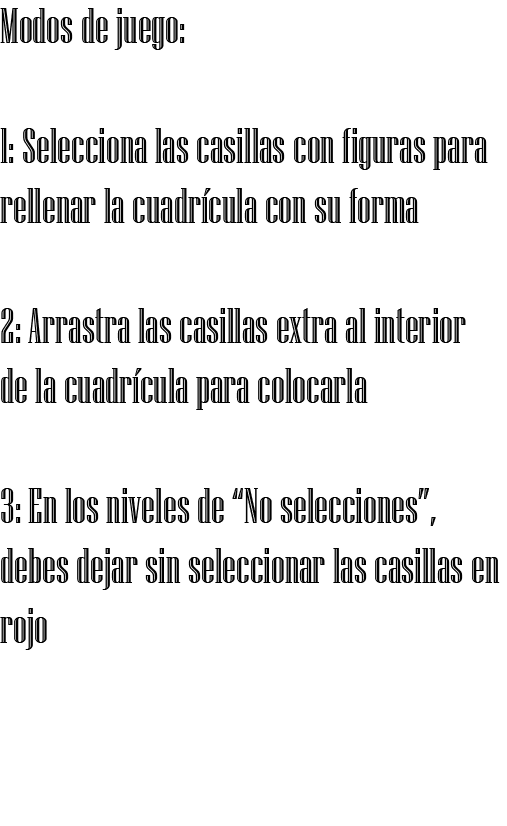 Modos de juego:
1: Selecciona las casillas con figuras para
rellenar la cuadrícula con su forma
2: Arrastra las casillas extra al interior
de la cuadrícula para colocarla
3: En los niveles de “No selecciones”,
debes dejar sin seleccionar las casillas en
rojo